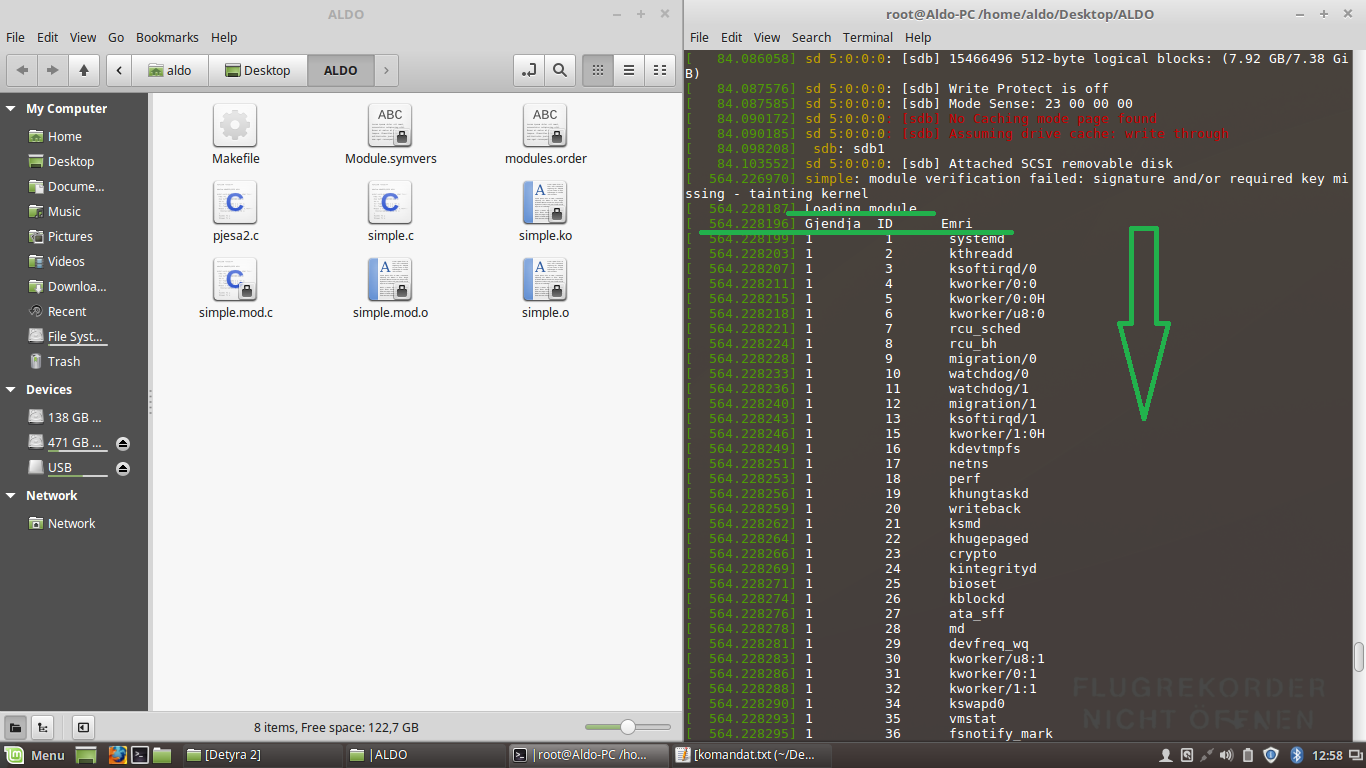 ALDO
File Edit View Go Bookmarks Help
aldo Desktop ALDO
My Computer
Home
Desktop
Docume...
Music
Pictures
Videos
Downloa...
Recent
File Syst...
Trash
Devices
138 GB ...
471 GB ...
USB
Network
Network
Makefile
ABC
Module.symvers
ABC
modules.order
C
pjesa2.c
C
simple.c
A
simple.ko
C
simple.mod.c
A
simple.mod.o
A
simple.o
8 items, Free space: 122,7 GB
root@Aldo-PC /home/aldo/Desktop/ALDO
File Edit View Search Terminal Help
[   84.086058] sd 5:0:0:0: [sdb] 15466496 512-byte logical blocks: (7.92 GB/7.38 Gi
B)
[   84.087576] sd 5:0:0:0: [sdb] Write Protect is off
[   84.087585] sd 5:0:0:0: [sdb] Mode Sense: 23 00 00 00
[   84.090172] sd 5:0:0:0: [sdb] No Caching mode page found
[   84.090185] sd 5:0:0:0: [sdb] Assuming drive cache: write through
[   84.098208]  sdb: sdb1
[   84.103552] sd 5:0:0:0: [sdb] Attached SCSI removable disk
[  564.226970] simple: module verification failed: signature and/or required key mi
ssing - tainting kernel
[  564.228187] Loading module
[  564.228196] Gjendja  ID      Emri
[  564.228199] 1 1 systemd
[  564.228203] 1 2 kthreadd
[  564.228207] 1 3 ksoftirqd/0
[  564.228211] 1 4 kworker/0:0
[  564.228215] 1 5 kworker/0:0H
[  564.228218] 1 6 kworker/u8:0
[  564.228221] 1 7 rcu_sched
[  564.228224] 1 8 rcu_bh
[  564.228228] 1 9 migration/0
[  564.228233] 1 10 watchdog/0
[  564.228236] 1 11 watchdog/1
[  564.228240] 1 12 migration/1
[  564.228243] 1 13 ksoftirqd/1
[  564.228246] 1 15 kworker/1:0H
[  564.228249] 1 16 kdevtmpfs
[  564.228251] 1 17 netns
[  564.228253] 1 18 perf
[  564.228256] 1 19 khungtaskd
[  564.228259] 1 20 writeback
[  564.228262] 1 21 ksmd
[  564.228264] 1 22 khugepaged
[  564.228266] 1 23 crypto
[  564.228269] 1 24 kintegrityd
[  564.228271] 1 25 bioset
[  564.228274] 1 26 kblockd
[  564.228276] 1 27 ata_sff
[  564.228278] 1 28 md
[  564.228281] 1 29 devfreq_wq
[  564.228283] 1 30 kworker/u8:1
[  564.228286] 1 31 kworker/0:1
[  564.228288] 1 32 kworker/1:1
[  564.228290] 1 34 kswapd0
[  564.228293] 1 35 vmstat
[  564.228295] 1 36 fsnotify_mark
FLUGREKORDER
NICHT ÖFFNEN
Menu [Detyra 2] |ALDO |root@Aldo-PC /ho... [komandat.txt (~/De... 12:58